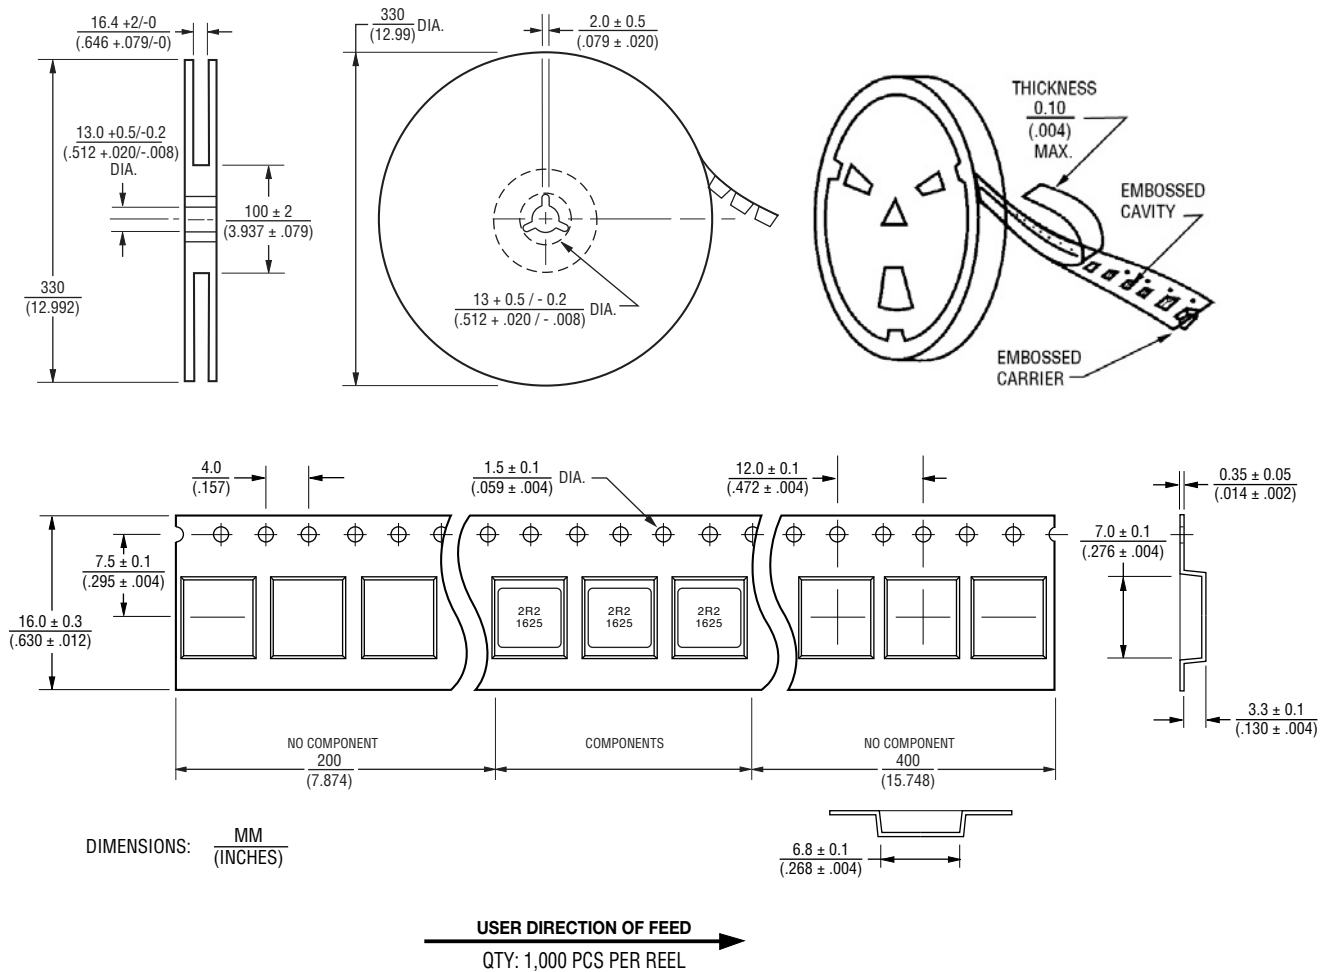 16.4 +2/-0
(.646 +.079/-0)
330
(12.99)
DIA.
2.0 ± 0.5
(.079 ± .020)
13.0 +0.5/-0.2
(.512 +.020/-.008)
DIA.
100 ± 2
(3.937 ± .079)
330
(12.992)
13 + 0.5 / - 0.2
(.512 + .020 / - .008)
DIA.
THICKNESS
0.10
(.004)
MAX.
EMBOSSED
CAVITY
EMBOSSED
CARRIER
4.0
(.157)
1.5 ± 0.1
(.059 ± .004)
DIA.
12.0 ± 0.1
(.472 ± .004)
0.35 ± 0.05
(.014 ± .002)
7.5 ± 0.1
(.295 ± .004)
7.0 ± 0.1
(.276 ± .004)
16.0 ± 0.3
(.630 ± .012)
2R2
1625
2R2
1625
2R2
1625
3.3 ± 0.1
(.130 ± .004)
NO COMPONENT
200
(7.874)
COMPONENTS
NO COMPONENT
400
(15.748)
DIMENSIONS:
MM
(INCHES)
6.8 ± 0.1
(.268 ± .004)
USER DIRECTION OF FEED
QTY: 1,000 PCS PER REEL